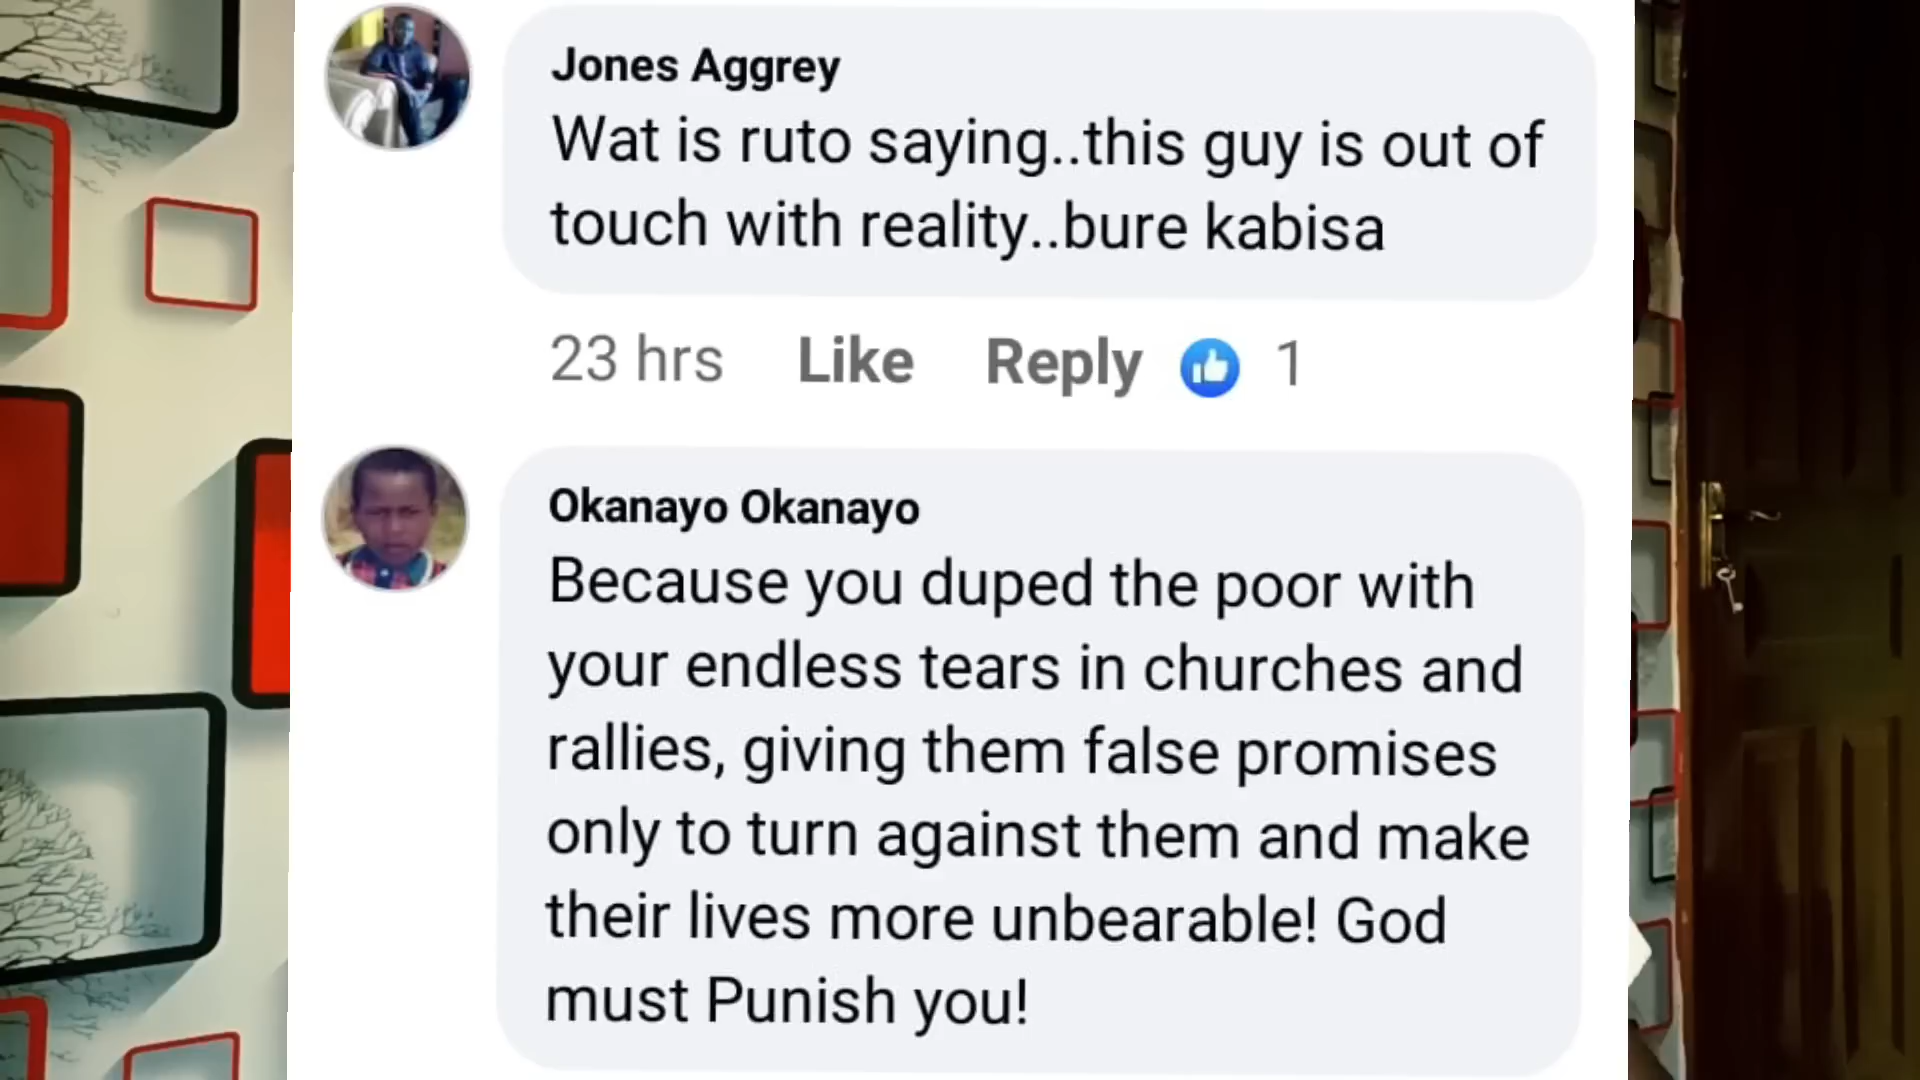 Jones Aggrey
Wat is ruto saying..this guy is out of
touch with reality..bure kabisa
23 hrs Like Reply 1
Okanayo Okanayo
Because you duped the poor with
your endless tears in churches and
rallies, giving them false promises
only to turn against them and make
their lives more unbearable! God
must Punish you!